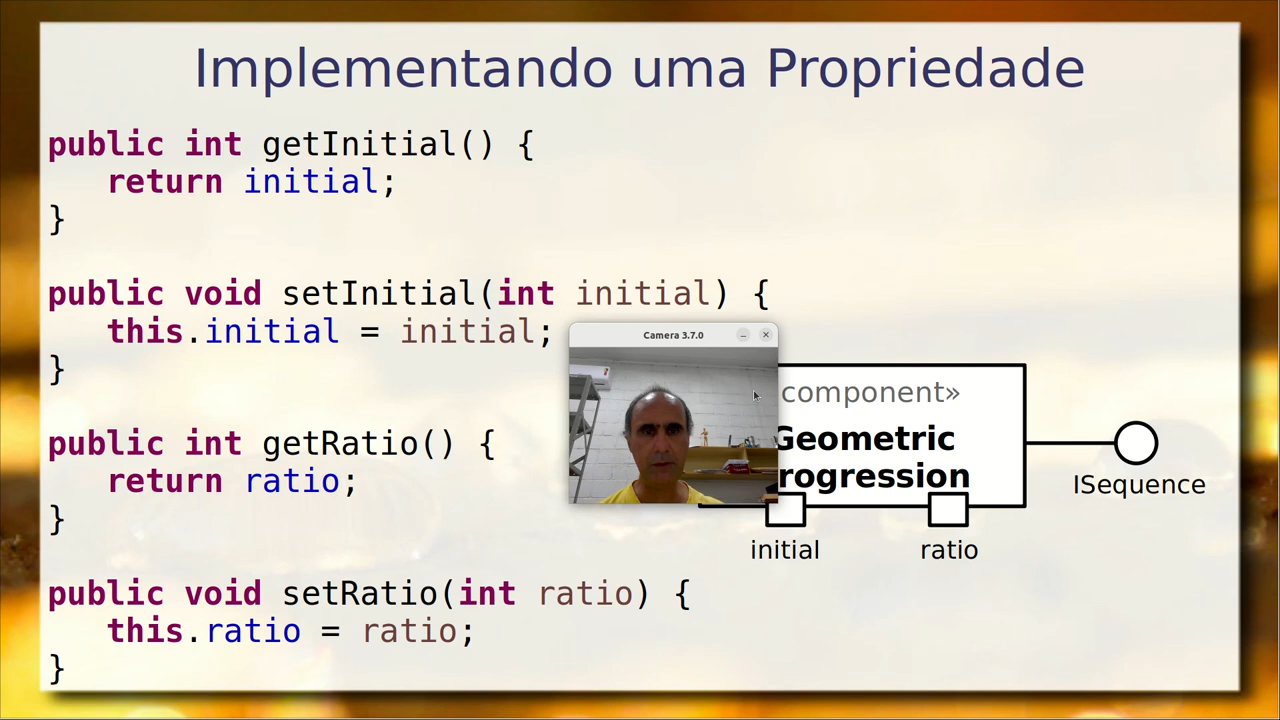 Implementando uma Propriedade
public int getInitial() {
return initial;
}
public void setInitial(int initial) {
this.initial = initial;
}
public int getRatio() {
return ratio;
}
public void setRatio(int ratio) {
this.ratio = ratio;
}
Camera 3.7.0
component»
Geometric
rogression
ISequence
initial
ratio